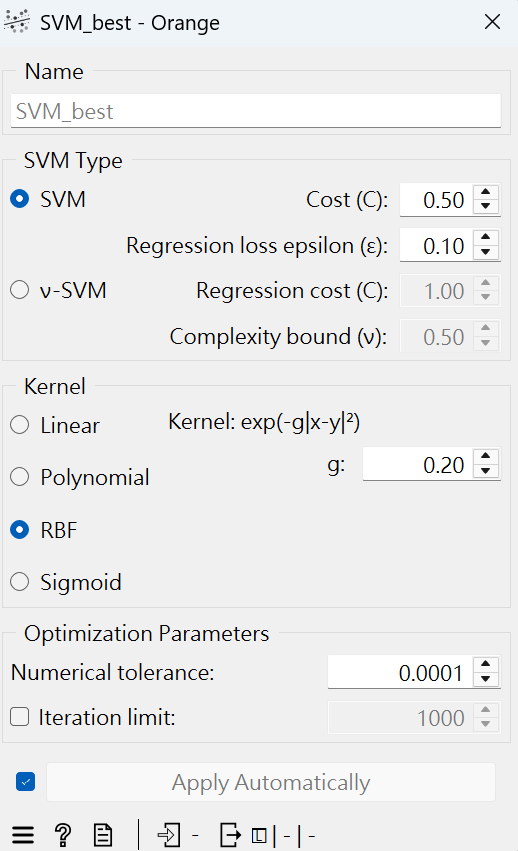 SVM_best - Orange
Name
SVM_best
SVM Type
SVM Cost (C): 0.50
Regression loss epsilon (ε): 0.10
ν-SVM Regression cost (C): 1.00
Complexity bound (ν): 0.50
Kernel
Linear Kernel: exp(-g|x-y|²)
g: 0.20
Polynomial
RBF
Sigmoid
Optimization Parameters
Numerical tolerance: 0.0001
Iteration limit: 1000
Apply Automatically
? - | - | -